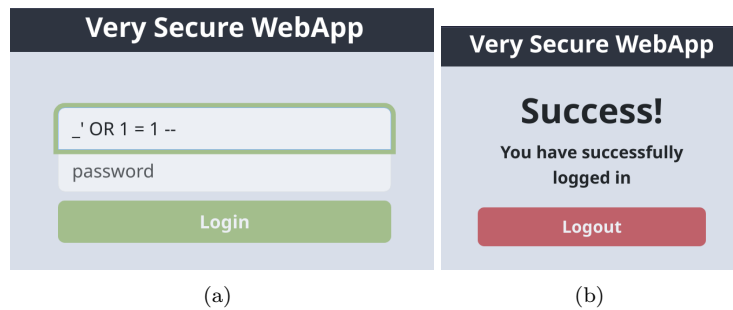 Very Secure WebApp
_' OR 1 = 1 --
password
Login
(a)
Very Secure WebApp
Success!
You have successfully
logged in
Logout
(b)